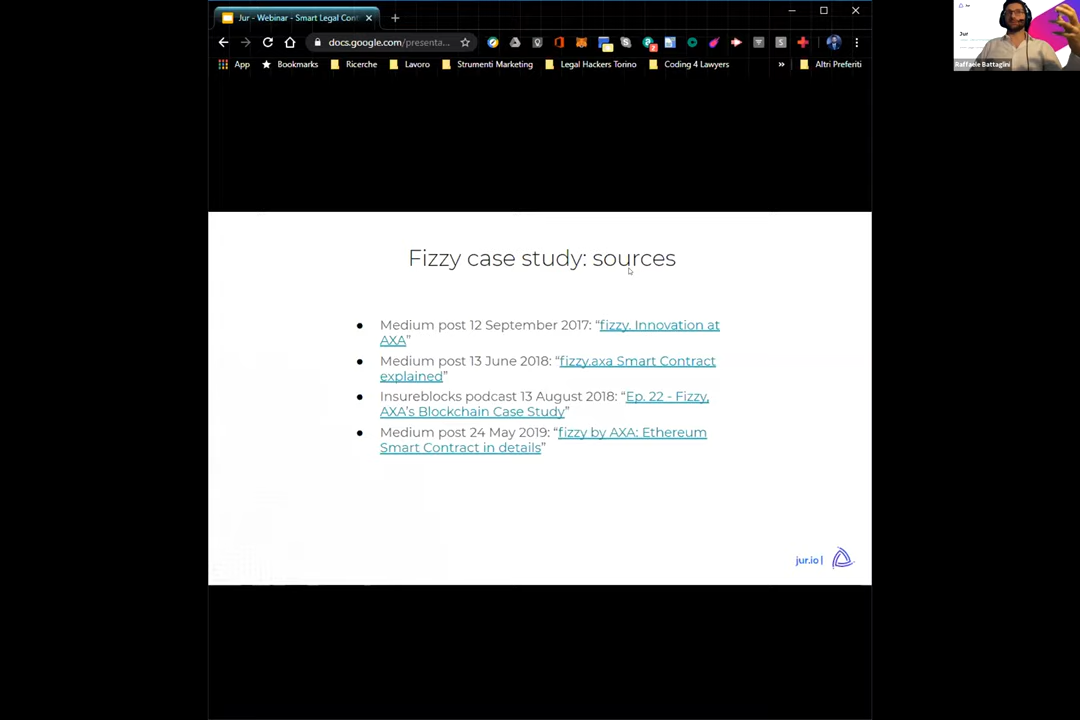 Jur - Webinar - Smart Legal Con
docs.google.com/presenta...
App
Bookmarks
Ricerche
Lavoro
Strumenti Marketing
Legal Hackers Torino
Coding 4 Lawyers
»
Altri Preferiti
Jur
Jur
Raffaele Battaglini
Fizzy case study: sources
● Medium post 12 September 2017: “fizzy. Innovation at
AXA”
● Medium post 13 June 2018: “fizzy.axa Smart Contract
explained”
● Insureblocks podcast 13 August 2018: “Ep. 22 - Fizzy,
AXA’s Blockchain Case Study”
● Medium post 24 May 2019: “fizzy by AXA: Ethereum
Smart Contract in details”
jur.io |